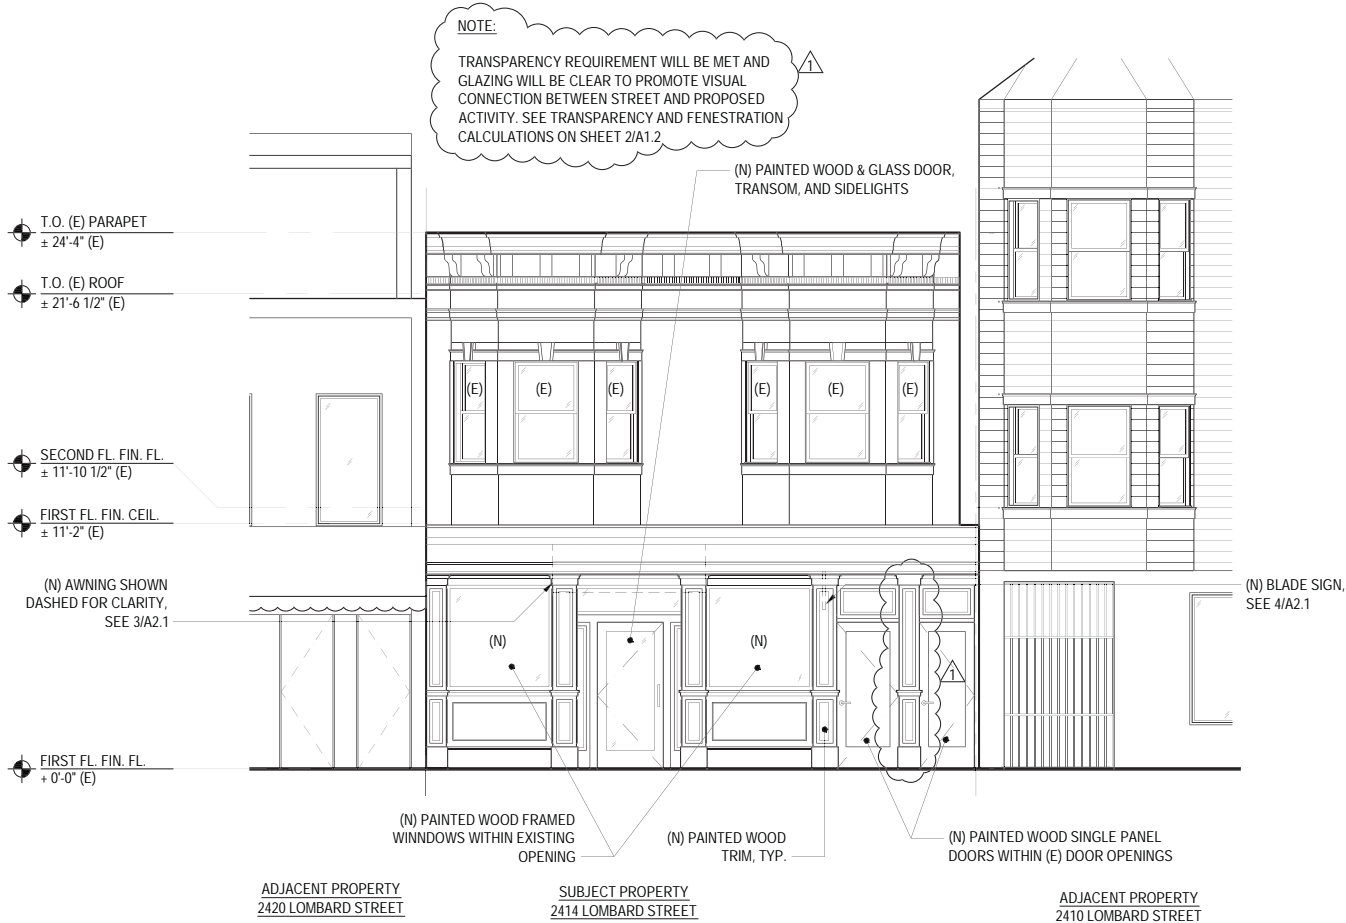 NOTE:
TRANSPARENCY REQUIREMENT WILL BE MET AND
GLAZING WILL BE CLEAR TO PROMOTE VISUAL
CONNECTION BETWEEN STREET AND PROPOSED
ACTIVITY. SEE TRANSPARENCY AND FENESTRATION
CALCULATIONS ON SHEET 2/A1.2
1
(N) PAINTED WOOD & GLASS DOOR,
TRANSOM, AND SIDELIGHTS
T.O. (E) PARAPET
± 24'-4" (E)
T.O. (E) ROOF
± 21'-6 1/2" (E)
(E)
(E)
(E)
(E)
(E)
(E)
SECOND FL. FIN. FL.
± 11'-10 1/2" (E)
FIRST FL. FIN. CEIL.
± 11'-2" (E)
(N) AWNING SHOWN
DASHED FOR CLARITY,
SEE 3/A2.1
(N) BLADE SIGN,
SEE 4/A2.1
(N)
(N)
1
FIRST FL. FIN. FL.
+ 0'-0" (E)
(N) PAINTED WOOD FRAMED
WINNDOWS WITHIN EXISTING
OPENING
(N) PAINTED WOOD
TRIM, TYP.
(N) PAINTED WOOD SINGLE PANEL
DOORS WITHIN (E) DOOR OPENINGS
ADJACENT PROPERTY
2420 LOMBARD STREET
SUBJECT PROPERTY
2414 LOMBARD STREET
ADJACENT PROPERTY
2410 LOMBARD STREET